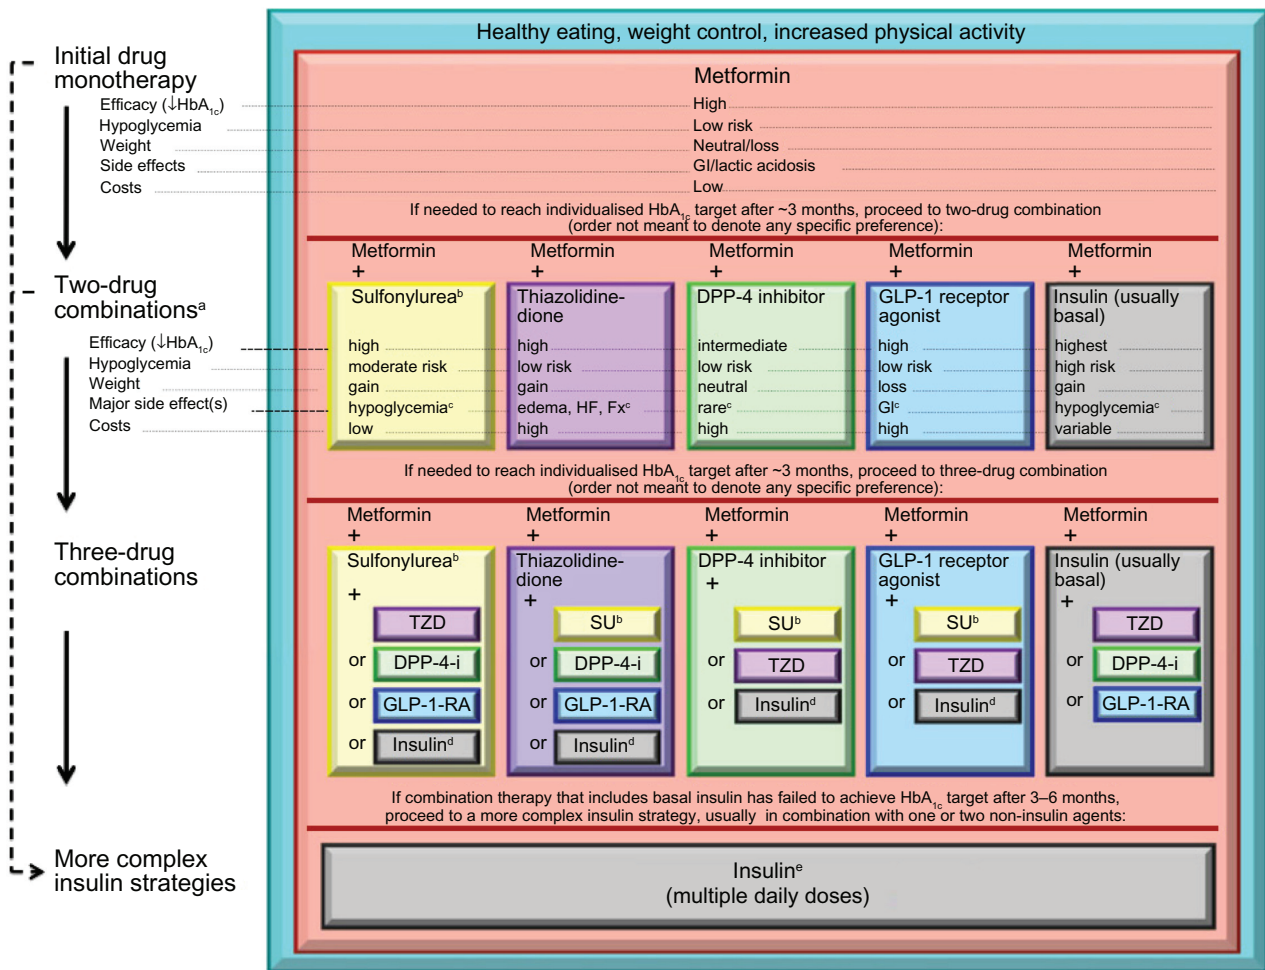 Healthy eating, weight control, increased physical activity
Initial drug
monotherapy
Metformin
Efficacy (↓HbA1c) High
Hypoglycemia Low risk
Weight Neutral/loss
Side effects GI/lactic acidosis
Costs Low
If needed to reach individualised HbA1c target after ~3 months, proceed to two-drug combination
(order not meant to denote any specific preference):
Metformin Metformin Metformin Metformin Metformin
+ + + + +
Two-drug
combinationsa
Sulfonylureab Thiazolidine- DPP-4 inhibitor GLP-1 receptor Insulin (usually
dione agonist basal)
Efficacy (↓HbA1c) high high intermediate high highest
Hypoglycemia moderate risk low risk low risk low risk high risk
Weight gain gain neutral loss gain
Major side effect(s) hypoglycemiac edema, HF, Fxc rarec GIc hypoglycemiac
Costs low high high high variable
If needed to reach individualised HbA1c target after ~3 months, proceed to three-drug combination
(order not meant to denote any specific preference):
Metformin Metformin Metformin Metformin Metformin
+ + + + +
Three-drug
combinations
Sulfonylureab Thiazolidine- DPP-4 inhibitor GLP-1 receptor Insulin (usually
dione agonist basal)
+ + + + +
TZD SUb SUb SUb TZD
or DPP-4-i or DPP-4-i or TZD or TZD or DPP-4-i
or GLP-1-RA or GLP-1-RA or Insulind or Insulind or GLP-1-RA
or Insulind or Insulind
If combination therapy that includes basal insulin has failed to achieve HbA1c target after 3–6 months,
proceed to a more complex insulin strategy, usually in combination with one or two non-insulin agents:
More complex
insulin strategies
Insuline
(multiple daily doses)